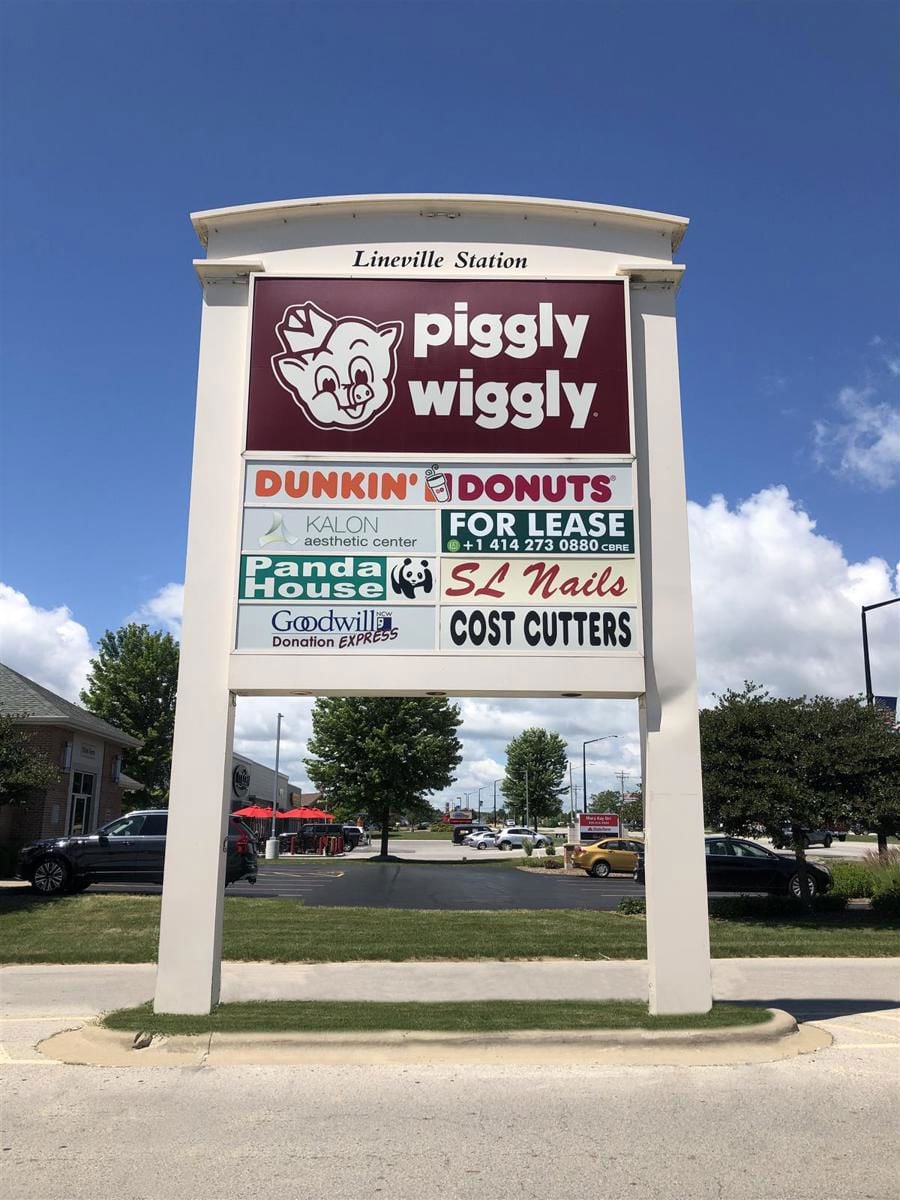 Lineville Station
piggly
wiggly
DUNKIN' DONUTS
KALON
aesthetic center
FOR LEASE
+1 414 273 0880 CBRE
Panda
House
SL Nails
Goodwill NCW
Donation EXPRESS
COST CUTTERS